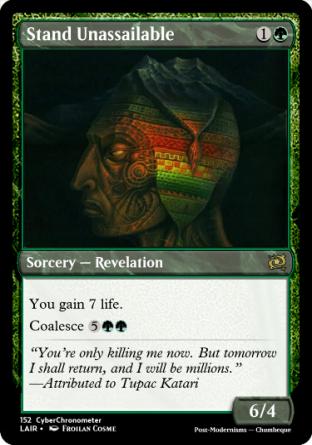 Stand Unassailable 1
Sorcery — Revelation
You gain 7 life.
Coalesce 5
"You're only killing me now. But tomorrow
I shall return, and I will be millions."
—Attributed to Tupac Katari
6/4
152 CyberChronometer
LAIR • Froilan Cosme
Post-Modernisms — Chumbeque